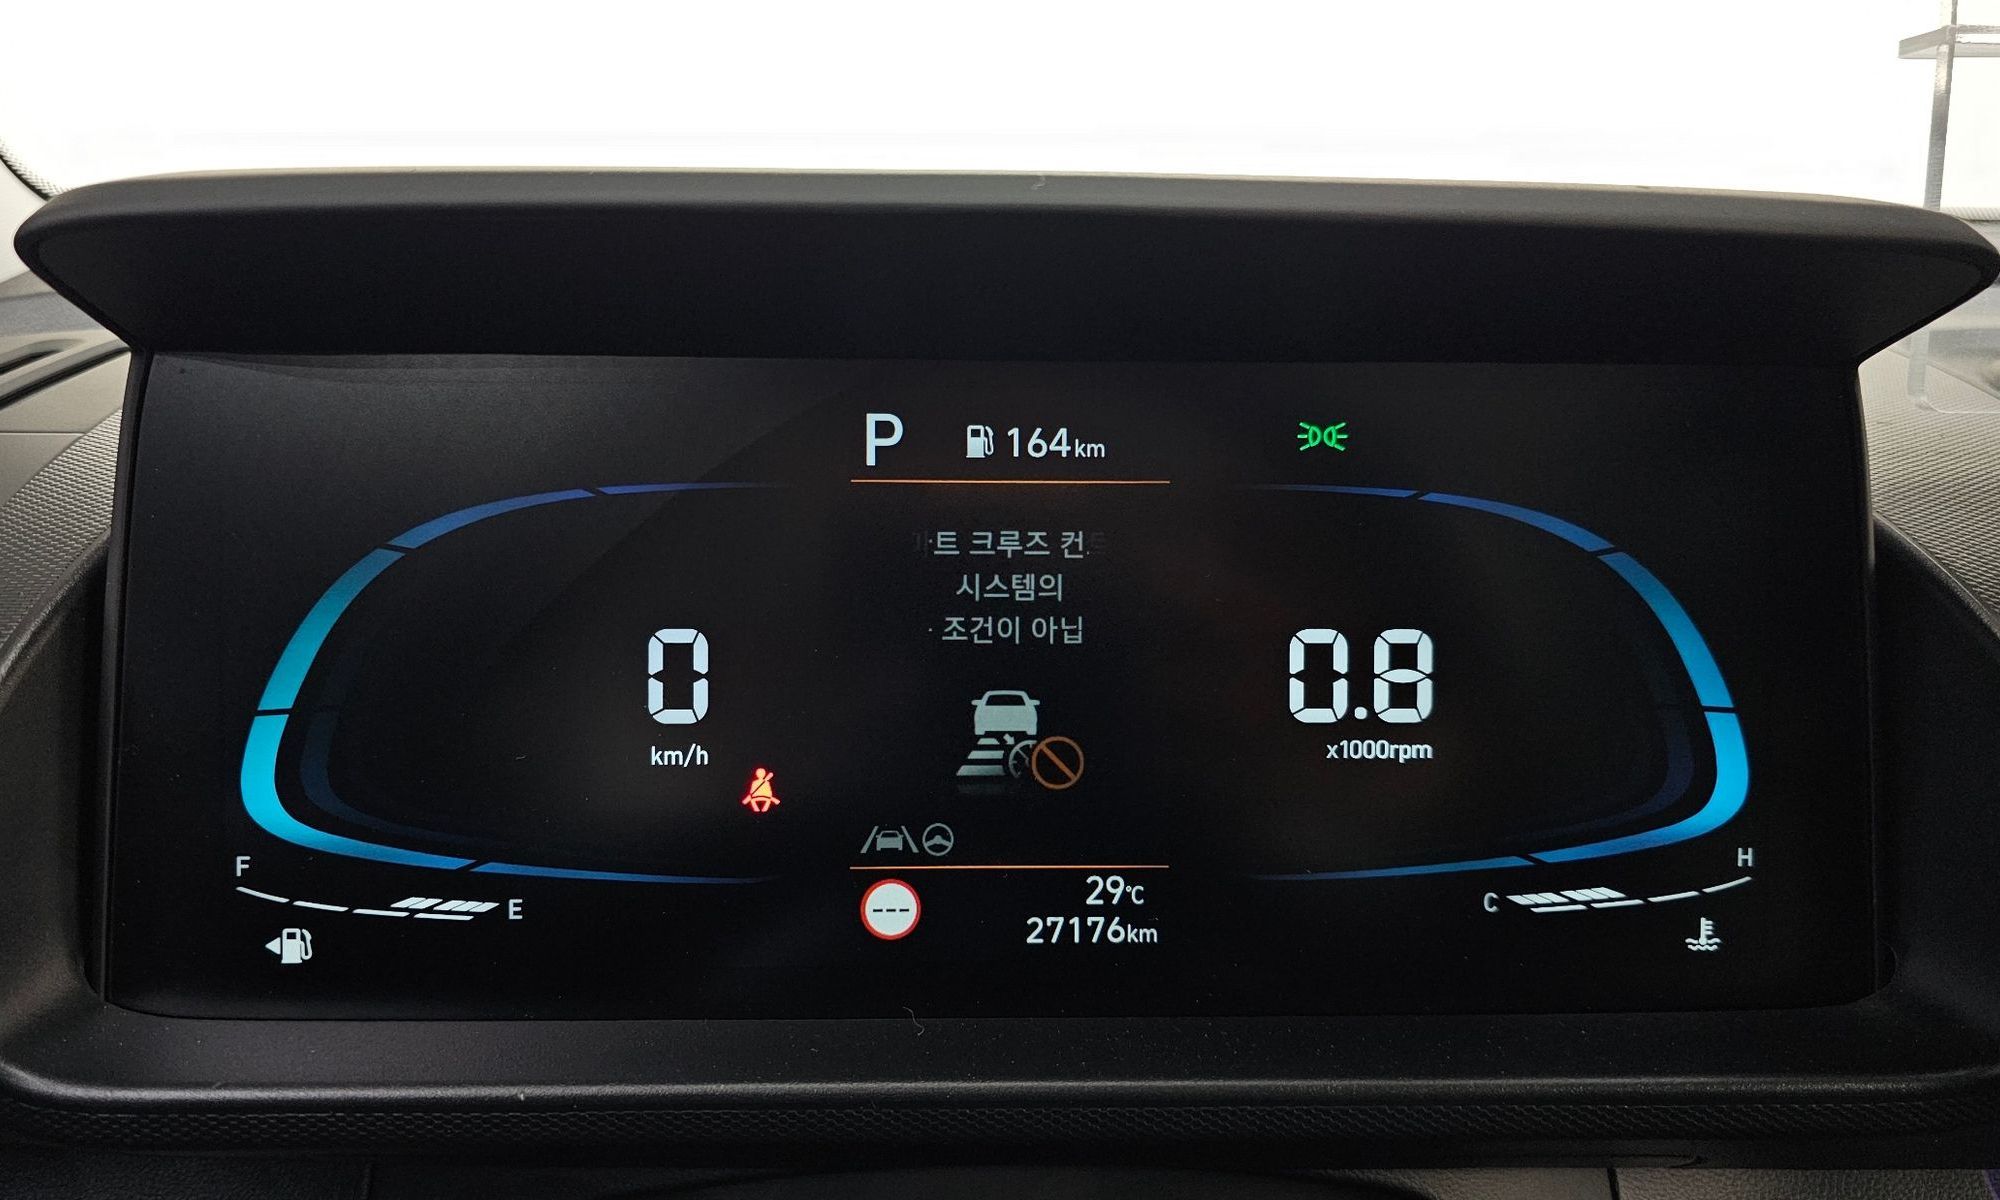 P 164km
트 크루즈 컨
시스템의
조건이 아닙
0
km/h
0.8
x1000rpm
F
E
C
H
---
29°C
27176km